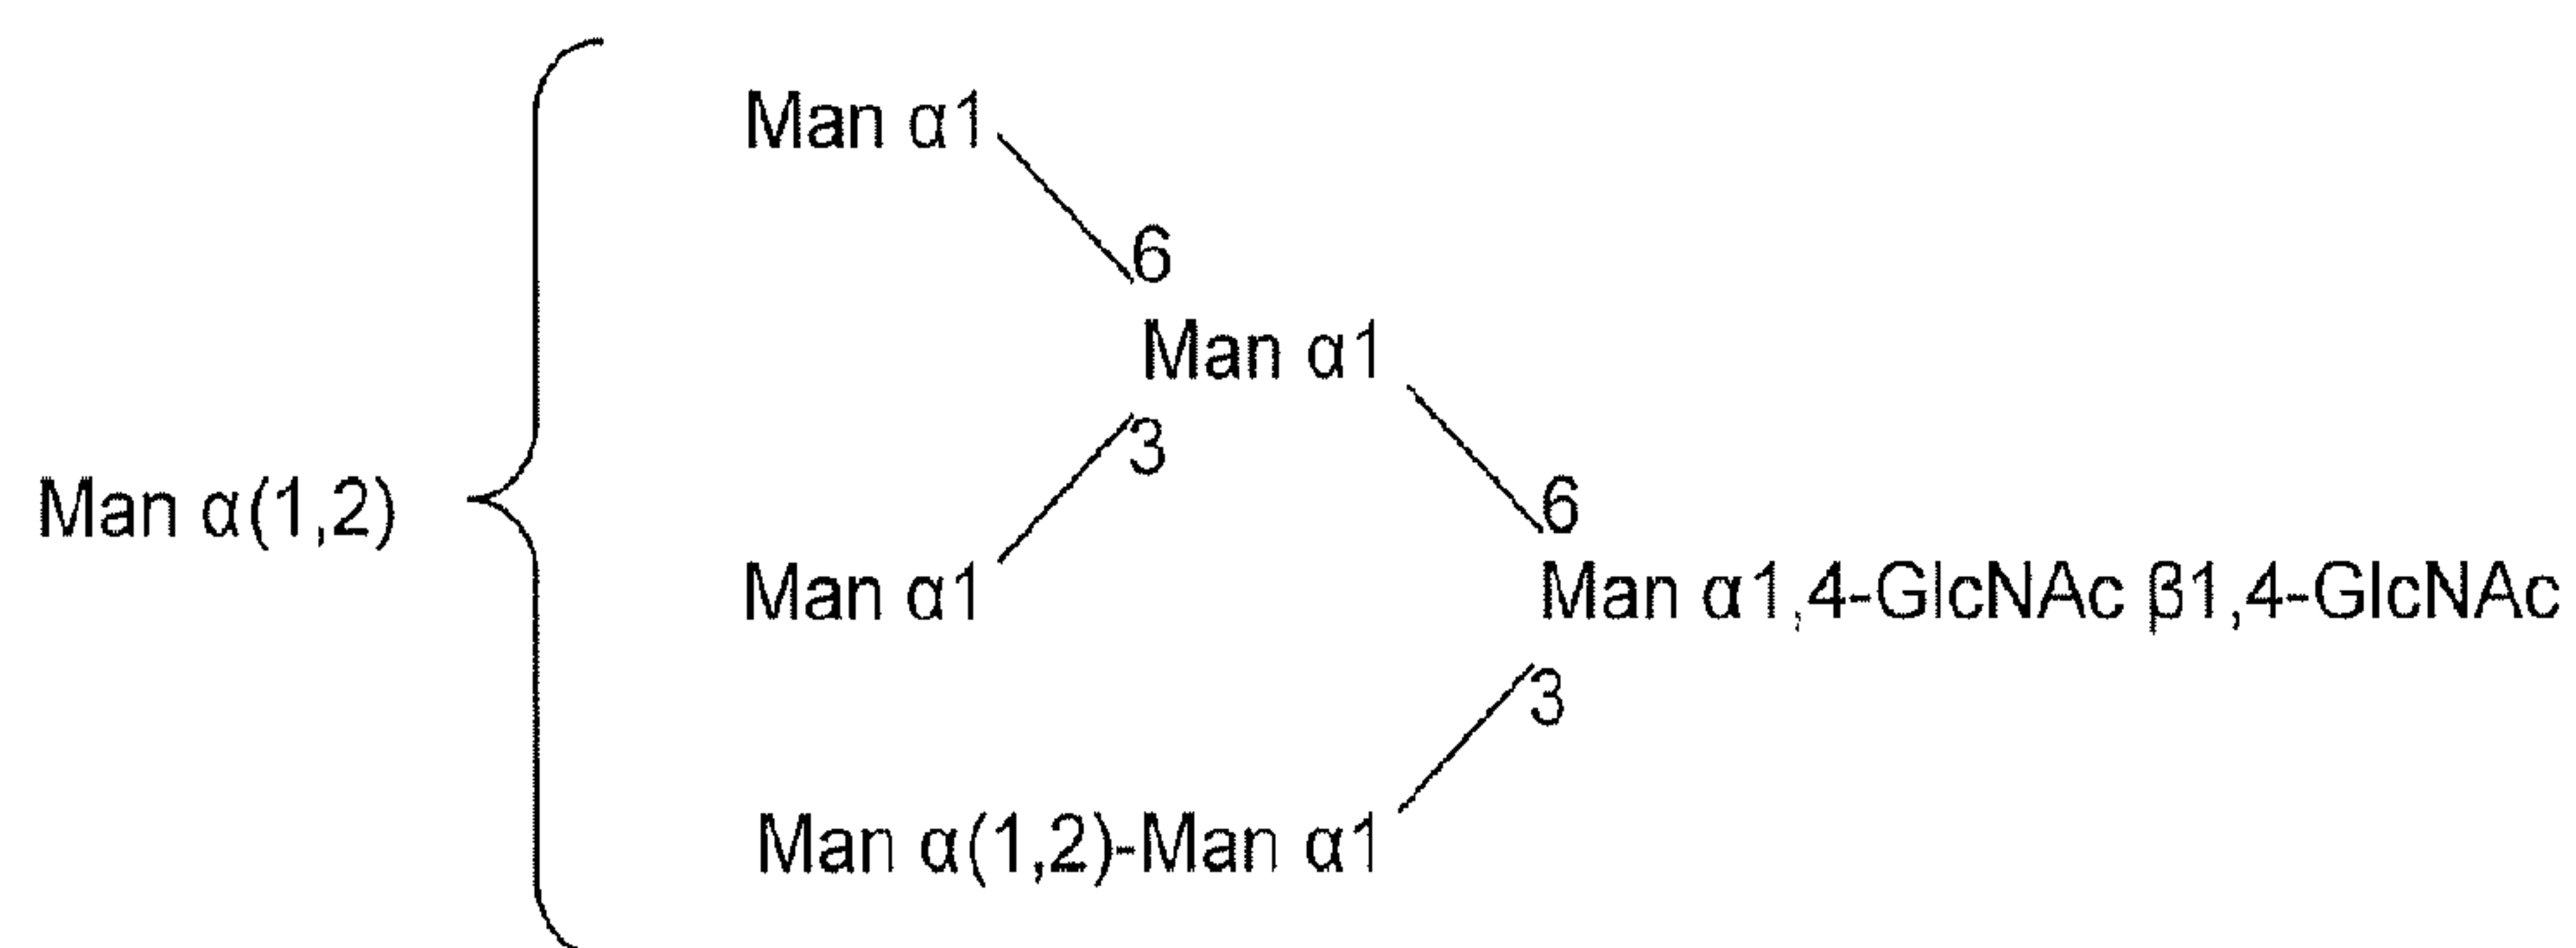 Man α1
6
Man α1
3
Man α(1,2)
6
Man α1
Man α1,4-GlcNAc β1,4-GlcNAc
3
Man α(1,2)-Man α1